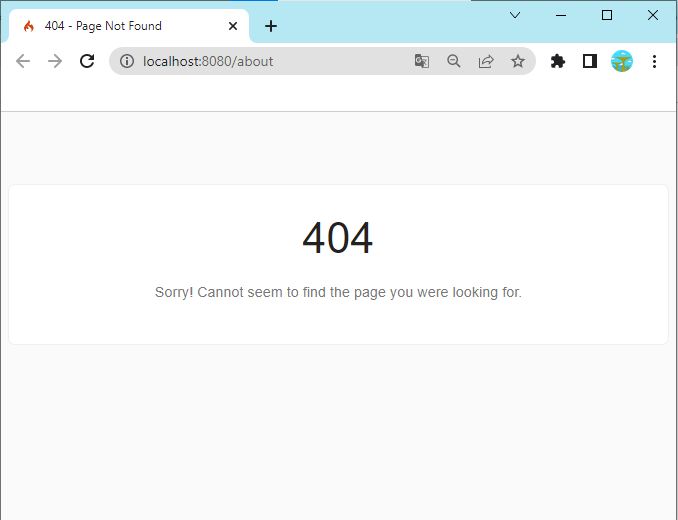 404 - Page Not Found
localhost:8080/about
404
Sorry! Cannot seem to find the page you were looking for.